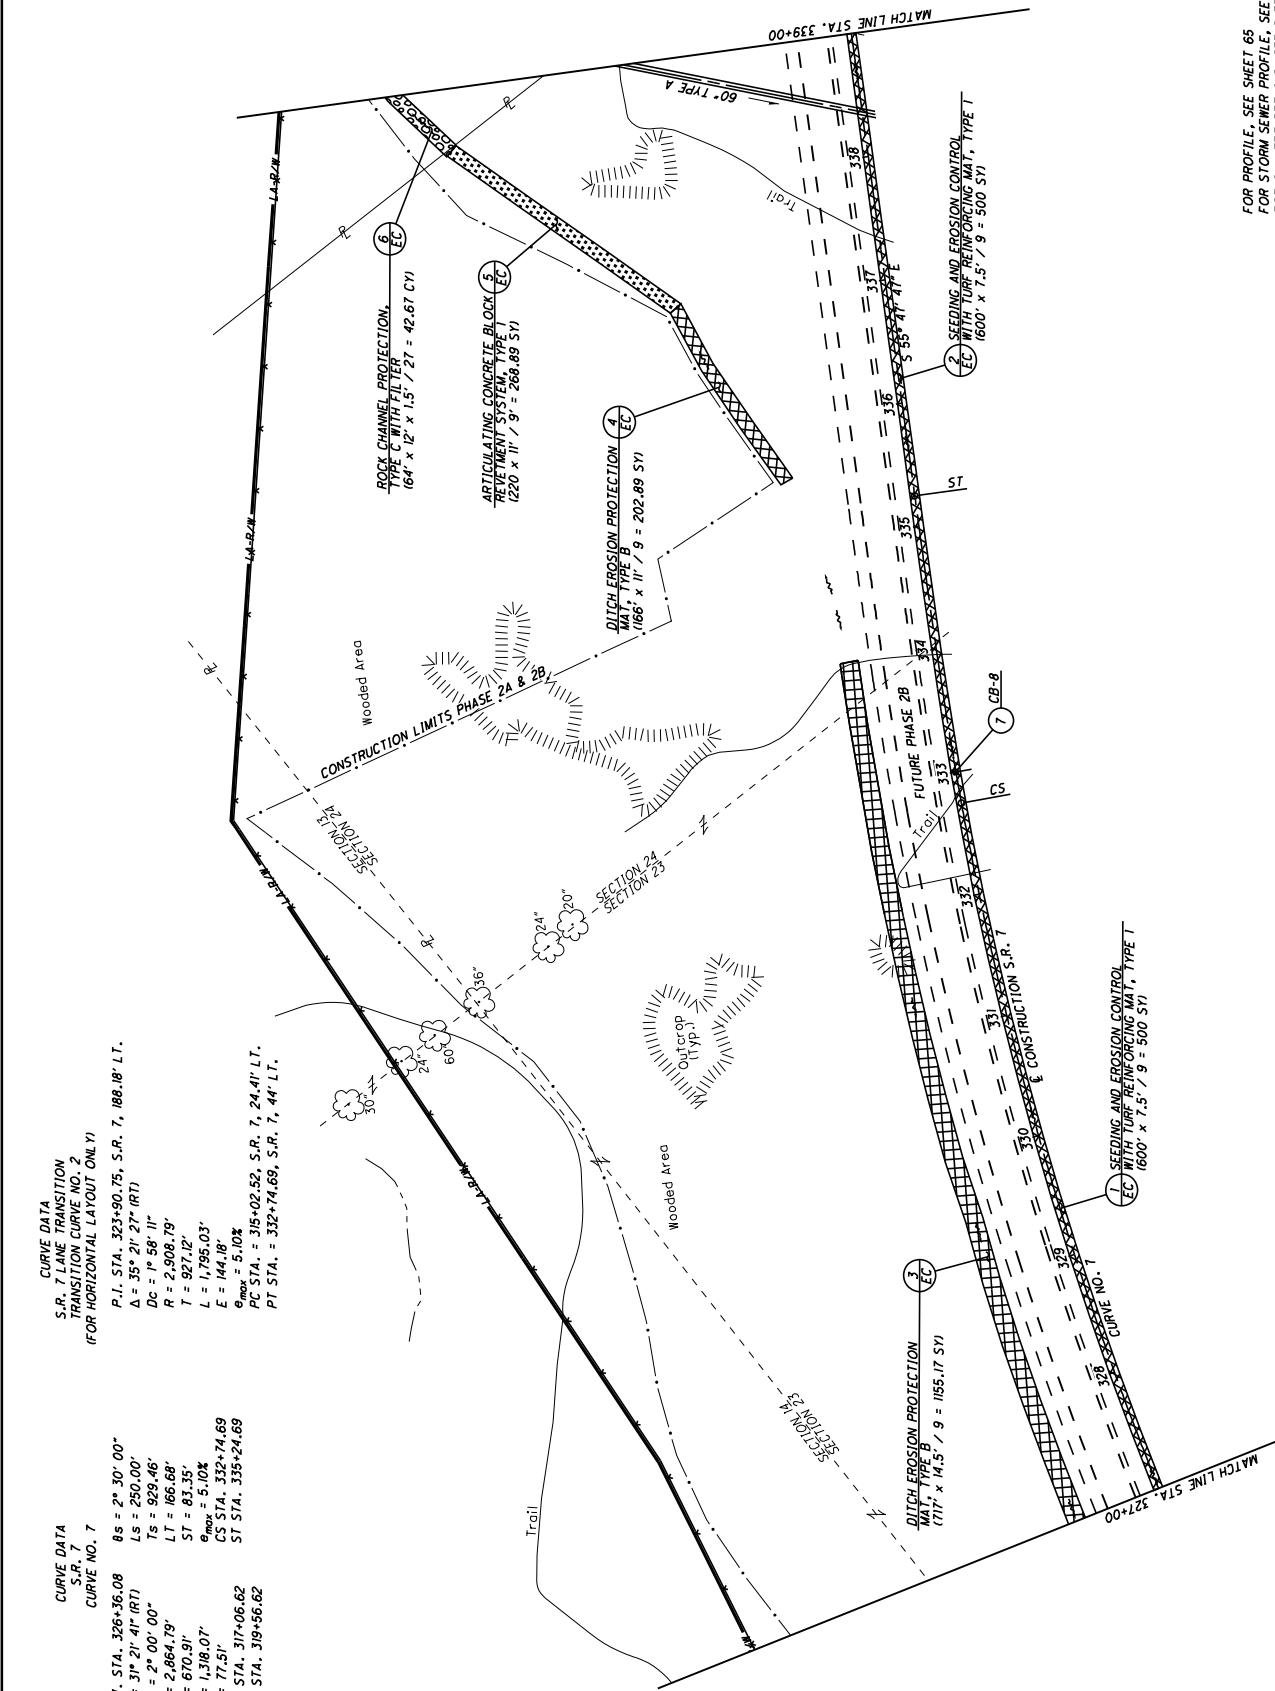 CURVE DATA
S.R. 7
CURVE NO. 7
STA. 326+36.08
= 31° 21' 41" (RT)
= 2° 00' 00"
= 2,864.79'
= 670.91'
= 1,318.07'
= 77.51'
STA. 317+06.62
STA. 319+56.62
θs = 2° 30' 00"
Ls = 250.00'
Ts = 929.46'
LT = 166.68'
ST = 83.35'
emax = 5.10%
CS STA. 332+74.69
ST STA. 335+24.69
CURVE DATA
S.R. 7 LANE TRANSITION
TRANSITION CURVE NO. 2
(FOR HORIZONTAL LAYOUT ONLY)
P.I. STA. 323+90.75, S.R. 7, 188.18' LT.
Δ = 35° 21' 27" (RT)
Dc = 1° 58' 11"
R = 2,908.79'
T = 927.12'
L = 1,795.03'
E = 144.18'
emax = 5.10%
PC STA. = 315+02.52, S.R. 7, 24.41' LT.
PT STA. = 332+74.69, S.R. 7, 44' LT.
MATCH LINE STA. 327+00
MATCH LINE STA. 339+00
LA-R/W
LA-R/W
LA-R/W
LA-R/W
Trail
Trail
Trail
Wooded Area
Wooded Area
Outcrop
(Typ.)
SECTION 14
SECTION 23
SECTION 13
SECTION 24
SECTION 24
SECTION 23
30"
24"
60"
36"
24"
20"
CONSTRUCTION LIMITS PHASE 2A & 2B
FUTURE PHASE 2B
60" TYPE A
6
EC
ROCK CHANNEL PROTECTION,
TYPE C WITH FILTER
(64' x 12' x 1.5' / 27 = 42.67 CY)
5
EC
ARTICULATING CONCRETE BLOCK
REVETMENT SYSTEM, TYPE 1
(220 x 11' / 9' = 268.89 SY)
4
EC
DITCH EROSION PROTECTION
MAT, TYPE B
(166' x 11' / 9 = 202.89 SY)
3
EC
DITCH EROSION PROTECTION
MAT, TYPE B
(717' x 14.5' / 9 = 1155.17 SY)
1
EC
SEEDING AND EROSION CONTROL
WITH TURF REINFORCING MAT, TYPE 1
(600' x 7.5' / 9 = 500 SY)
2
EC
SEEDING AND EROSION CONTROL
WITH TURF REINFORCING MAT, TYPE 1
(600' x 7.5' / 9 = 500 SY)
7
CB-8
CS
ST
328
329
330
331
332
333
334
335
336
337
338
CURVE NO. 7
℄ CONSTRUCTION S.R. 7
S 55° 47' 47" E
FOR PROFILE, SEE SHEET 65
FOR STORM SEWER PROFILE, SEE